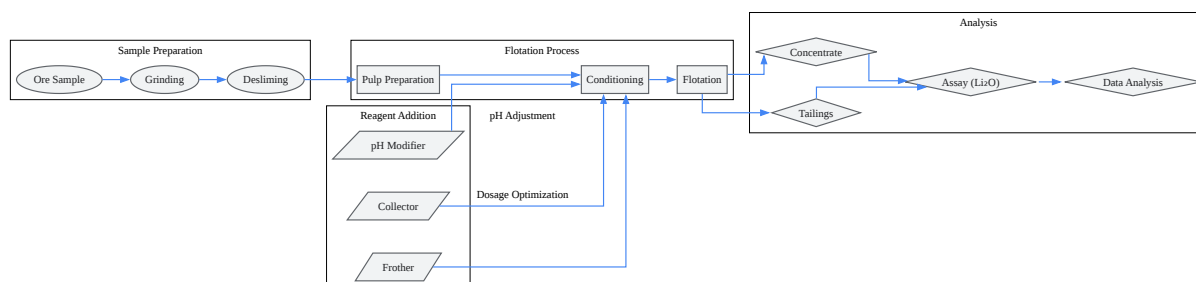 Sample Preparation
Ore Sample
Grinding
Desliming
Flotation Process
Pulp Preparation
Conditioning
Flotation
Reagent Addition
pH Adjustment
pH Modifier
Dosage Optimization
Collector
Frother
Analysis
Concentrate
Tailings
Assay (Li₂O)
Data Analysis